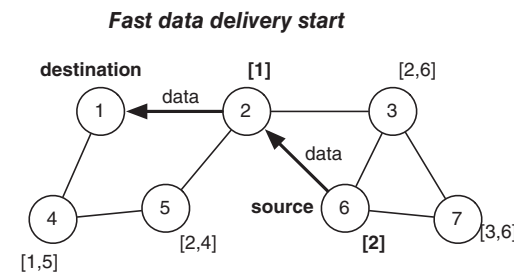 Fast data delivery start
destination
[1]
[2,6]
1
data
2
3
data
4
5
source
6
7
[3,6]
[2,4]
[2]
[1,5]